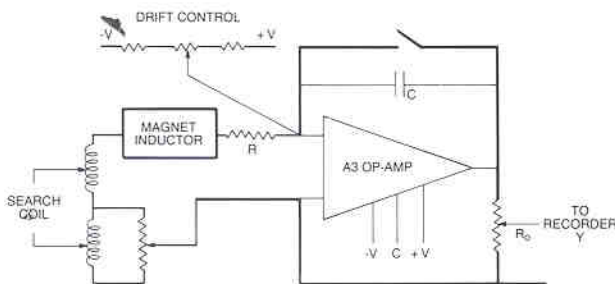 DRIFT CONTROL
-V
+V
C
MAGNET
INDUCTOR
R
A3 OP-AMP
SEARCH
COIL
TO
RECORDER
Y
R₀
-V
C
+V